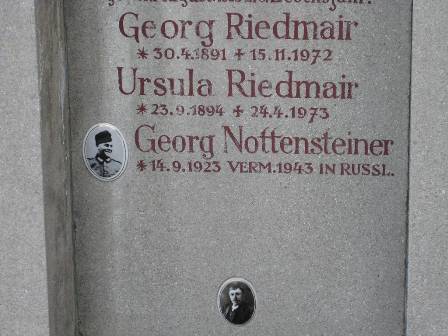 Georg Riedmair
* 30.4.1891 + 15.11.1972
Ursula Riedmair
* 23.9.1894 + 24.4.1973
Georg Nottensteiner
* 14.9.1923 VERM.1943 IN RUSSL.